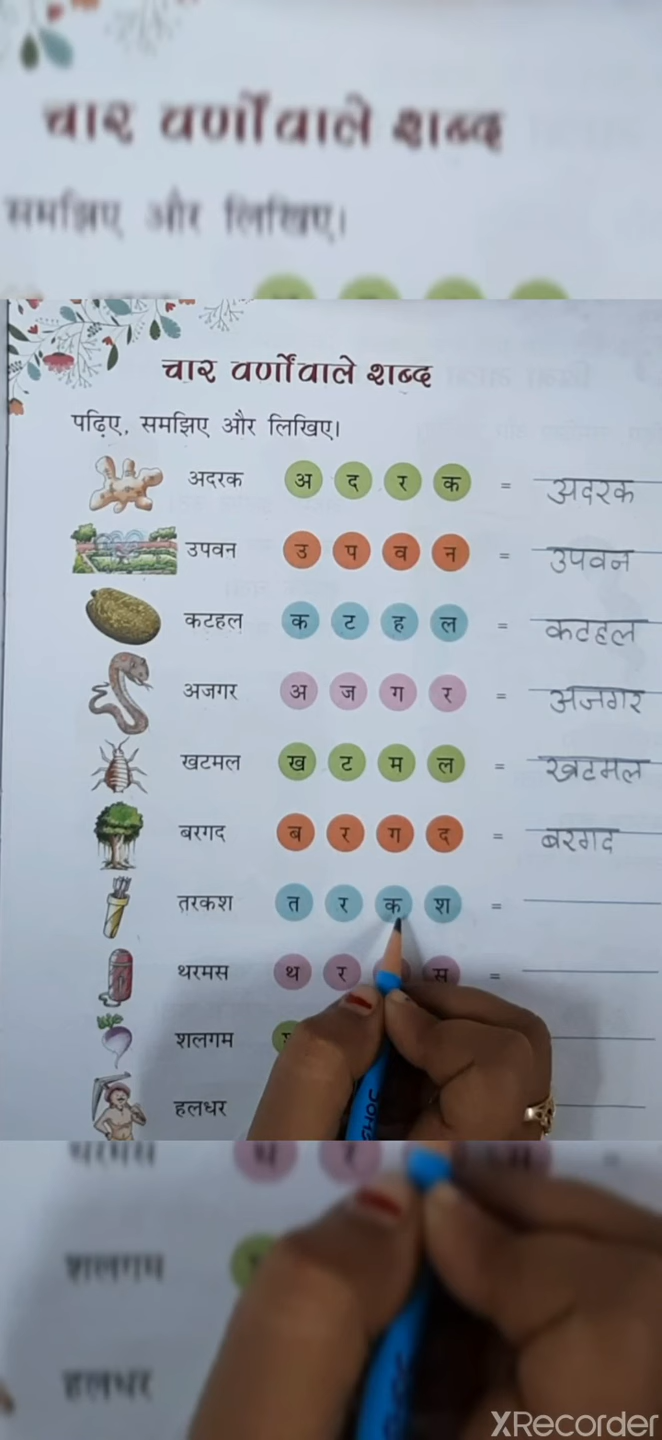 चार वर्णों वाले शब्द
समझिए और लिखिए।
चार वर्णों वाले शब्द
पढ़िए, समझिए और लिखिए।
अदरक अ द र क = अदरक
उपवन उ प व न = उपवन
कटहल क ट ह ल = कटहल
अजगर अ ज ग र = अजगर
खटमल ख ट म ल = खटमल
बरगद ब र ग द = बरगद
तरकश त र क श =
थरमस थ र स =
शलगम
हलधर
थरमस थ र
शलगम
हलधर
XRecorder